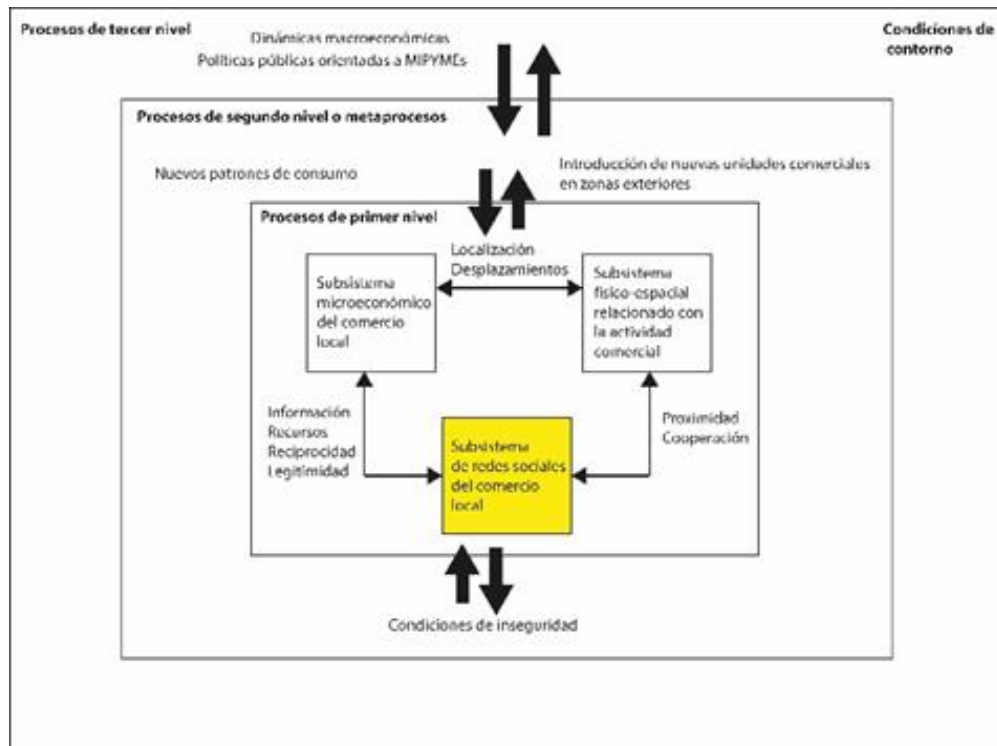 Procesos de tercer nivel
Condiciones de
contorno
Dinámicas macroeconómicas
Políticas públicas orientadas a MIPYMEs
Procesos de segundo nivel o metaprocesos
Nuevos patrones de consumo
Introducción de nuevas unidades comerciales
en zonas exteriores
Procesos de primer nivel
Localización
Desplazamientos
Subsistema
microeconómico
del comercio
local
Subsistema
físico-espacial
relacionado con
la actividad
comercial
Información
Recursos
Reciprocidad
Legitimidad
Proximidad
Cooperación
Subsistema
de redes sociales
del comercio
local
Condiciones de inseguridad